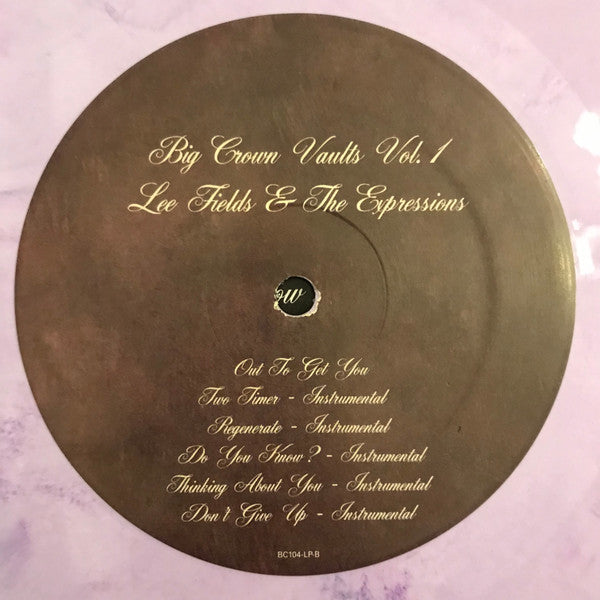 Big Crown Vaults Vol. 1
Lee Fields & The Expressions
Out To Get You
Two Timer - Instrumental
Regenerate - Instrumental
Do You Know? - Instrumental
Thinking About You - Instrumental
Don't Give Up - Instrumental
BC104-LP-B